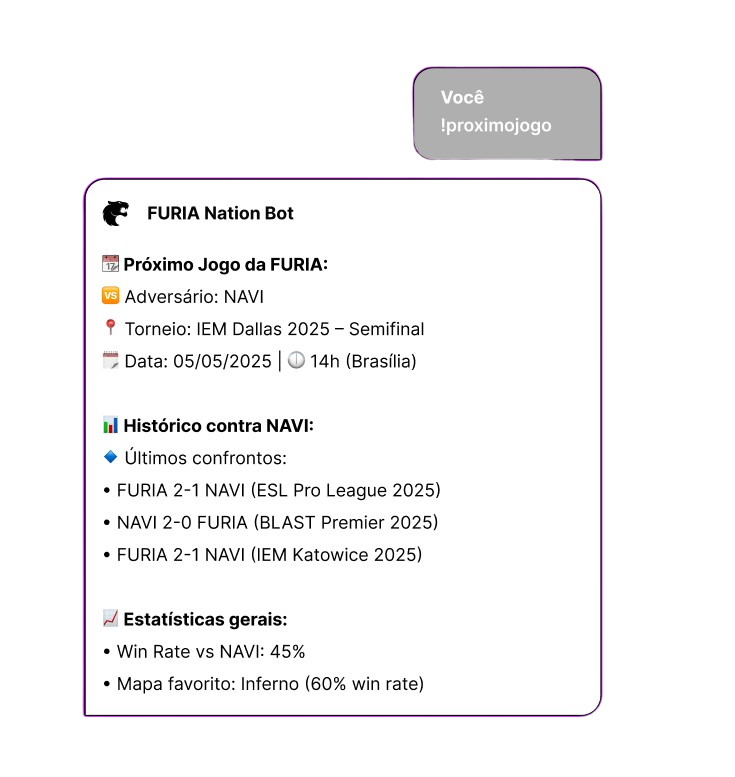 Você
!proximojogo
FURIA Nation Bot
📅 Próximo Jogo da FURIA:
🆚 Adversário: NAVI
📍 Torneio: IEM Dallas 2025 – Semifinal
🗓️ Data: 05/05/2025 | 🕕 14h (Brasília)
📊 Histórico contra NAVI:
🔹 Últimos confrontos:
• FURIA 2-1 NAVI (ESL Pro League 2025)
• NAVI 2-0 FURIA (BLAST Premier 2025)
• FURIA 2-1 NAVI (IEM Katowice 2025)
📈 Estatísticas gerais:
• Win Rate vs NAVI: 45%
• Mapa favorito: Inferno (60% win rate)